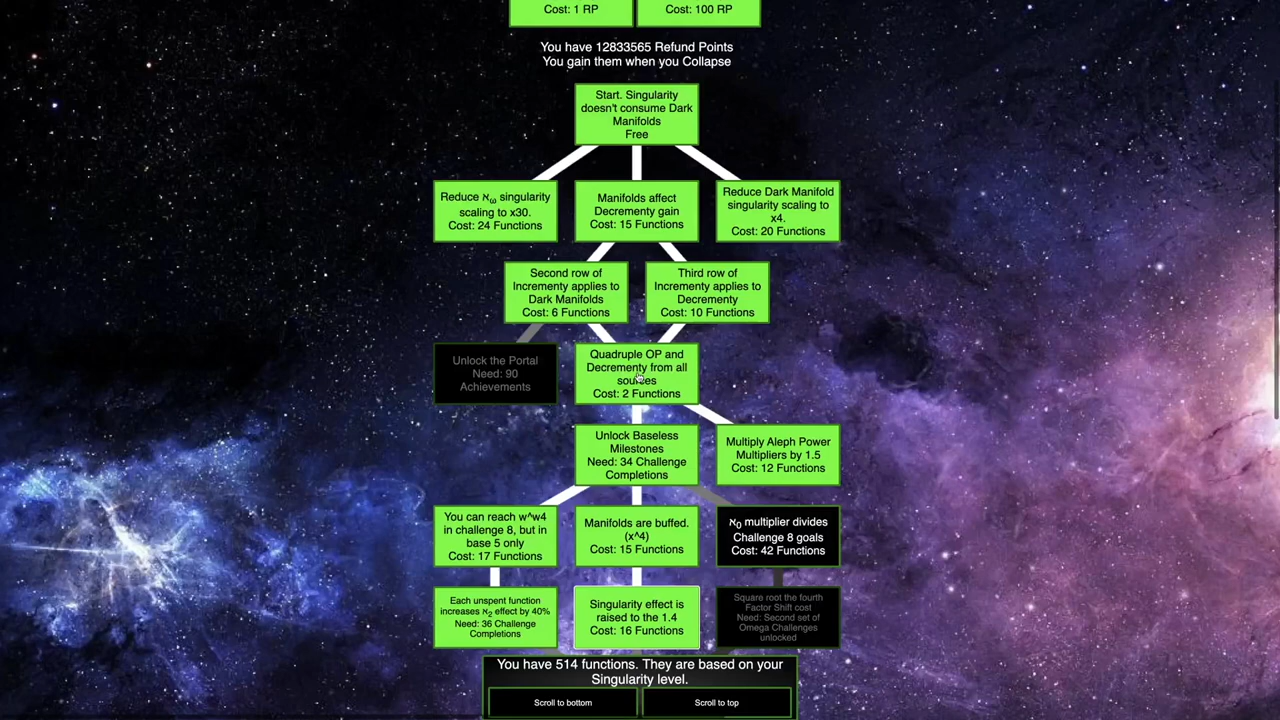 Cost: 1 RP
Cost: 100 RP
You have 12833565 Refund Points
You gain them when you Collapse
Start. Singularity
doesn't consume Dark
Manifolds
Free
Reduce ℵω singularity
scaling to x30.
Cost: 24 Functions
Manifolds affect
Decrementy gain
Cost: 15 Functions
Reduce Dark Manifold
singularity scaling to
x4.
Cost: 20 Functions
Second row of
Incrementy applies to
Dark Manifolds
Cost: 6 Functions
Third row of
Incrementy applies to
Decrementy
Cost: 10 Functions
Unlock the Portal
Need: 90
Achievements
Quadruple OP and
Decrementy from all
sources
Cost: 2 Functions
Unlock Baseless
Milestones
Need: 34 Challenge
Completions
Multiply Aleph Power
Multipliers by 1.5
Cost: 12 Functions
You can reach w^w4
in challenge 8, but in
base 5 only
Cost: 17 Functions
Manifolds are buffed.
(x^4)
Cost: 15 Functions
ℵ0 multiplier divides
Challenge 8 goals
Cost: 42 Functions
Each unspent function
increases ℵ2 effect by 40%
Need: 36 Challenge
Completions
Singularity effect is
raised to the 1.4
Cost: 16 Functions
Square root the fourth
Factor Shift cost
Need: Second set of
Omega Challenges
unlocked
You have 514 functions. They are based on your
Singularity level.
Scroll to bottom
Scroll to top